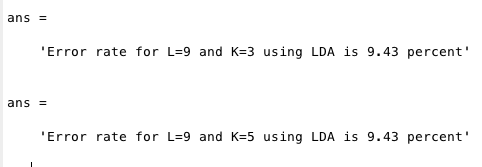 ans =
'Error rate for L=9 and K=3 using LDA is 9.43 percent'
ans =
'Error rate for L=9 and K=5 using LDA is 9.43 percent'